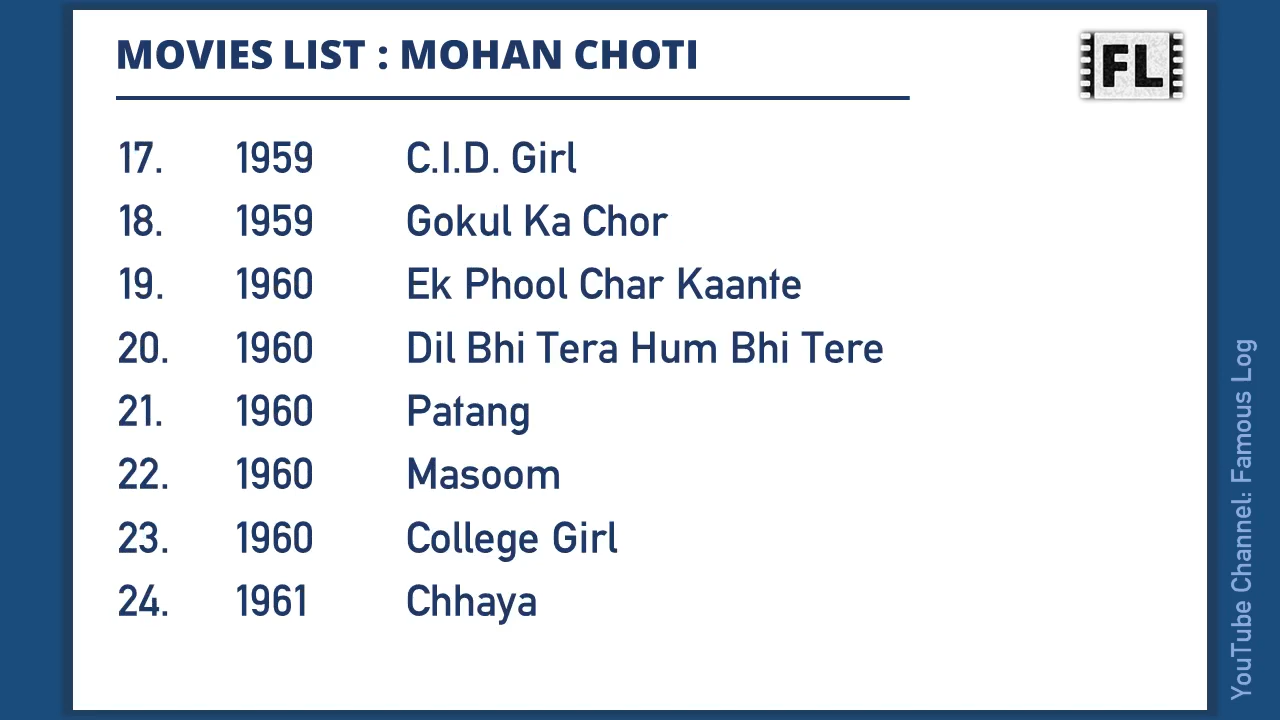 MOVIES LIST : MOHAN CHOTI
FL
17. 1959 C.I.D. Girl
18. 1959 Gokul Ka Chor
19. 1960 Ek Phool Char Kaante
20. 1960 Dil Bhi Tera Hum Bhi Tere
21. 1960 Patang
22. 1960 Masoom
23. 1960 College Girl
24. 1961 Chhaya
YouTube Channel: Famous Log